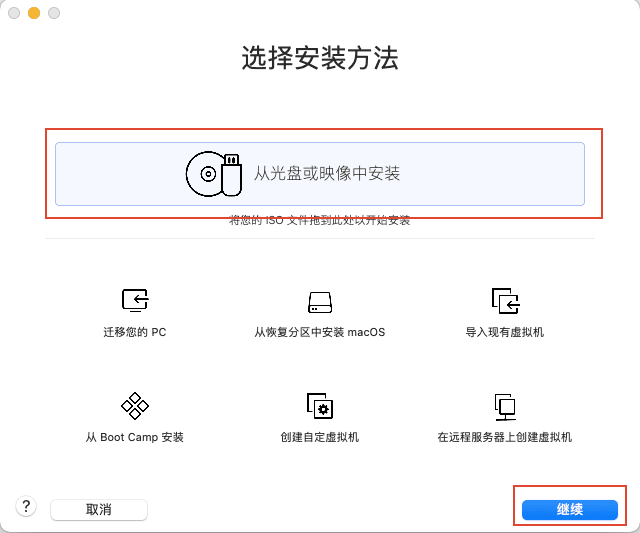 选择安装方法
从光盘或映像中安装
将您的 ISO 文件拖到此处以开始安装
迁移您的 PC
从恢复分区中安装 macOS
导入现有虚拟机
从 Boot Camp 安装
创建自定虚拟机
在远程服务器上创建虚拟机
?
取消
继续